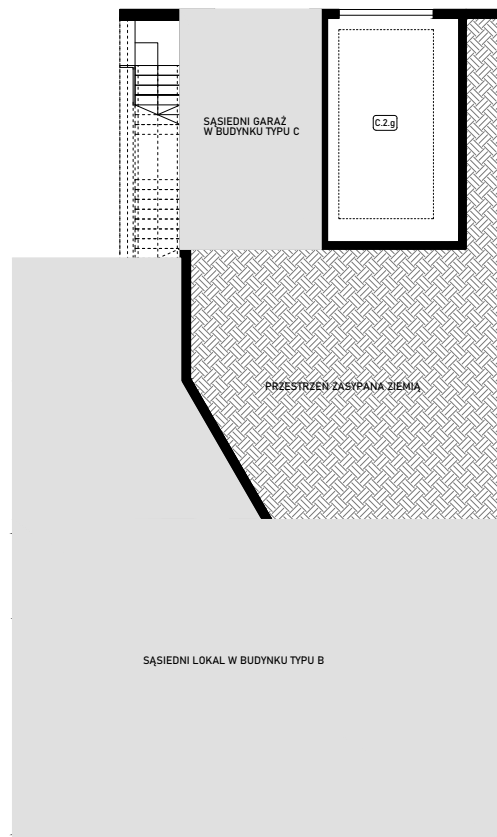 SĄSIEDNI GARAŻ
W BUDYNKU TYPU C
C.2.g
PRZESTRZEŃ ZASYPANA ZIEMIĄ
SĄSIEDNI LOKAL W BUDYNKU TYPU B